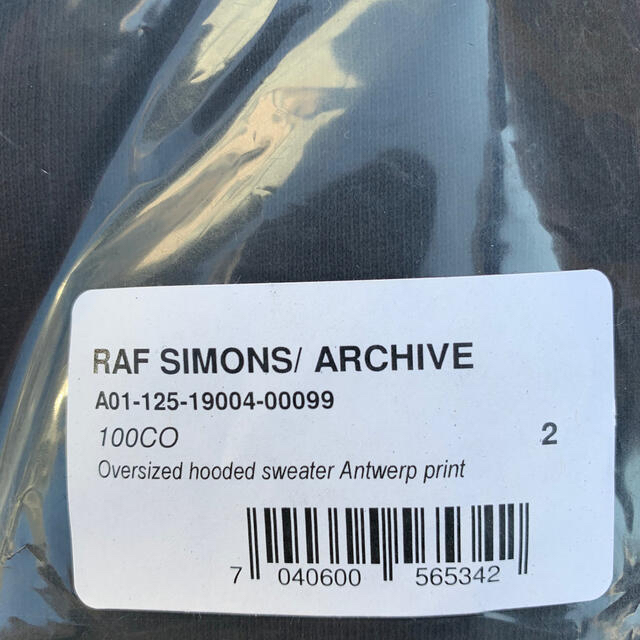 RAF SIMONS/ ARCHIVE
A01-125-19004-00099
100CO 2
Oversized hooded sweater Antwerp print
7 040600 565342